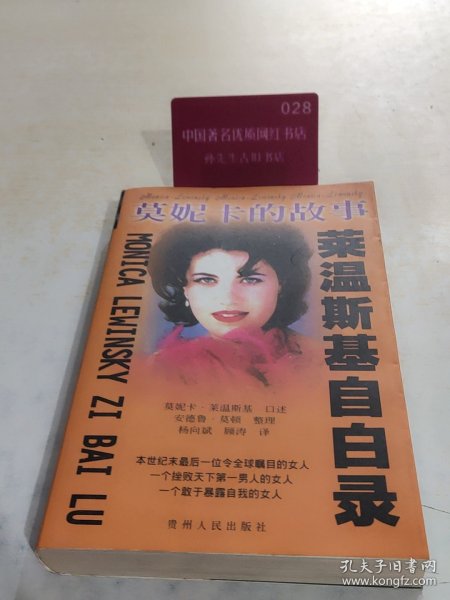 028
中国著名优质网红书店
孙先生古旧书店
Monica·Lewinsky Monica·Lewinsky Monica·Lewinsky
莫妮卡的故事
莱温斯基自白录
MONICA LEWINSKY ZI BAI LU
莫妮卡·莱温斯基 口述
安德鲁·莫顿 整理
杨向斌 顾涛 译
本世纪末最后一位令全球瞩目的女人
一个挫败天下第一男人的女人
一个敢于暴露自我的女人
贵州人民出版社
孔夫子旧书网
www.kongfz.com